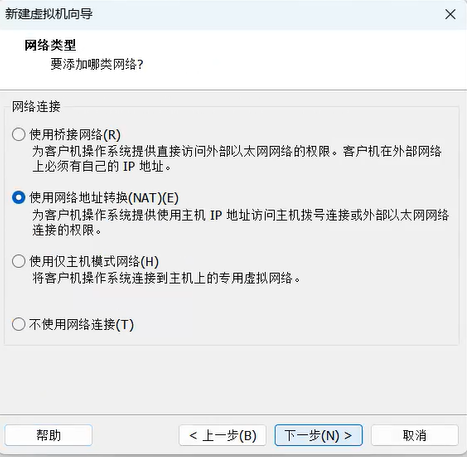 新建虚拟机向导
网络类型
要添加哪类网络?
网络连接
使用桥接网络(R)
为客户机操作系统提供直接访问外部以太网网络的权限。客户机在外部网络
上必须有自己的 IP 地址。
使用网络地址转换(NAT)(E)
为客户机操作系统提供使用主机 IP 地址访问主机拨号连接或外部以太网网络
连接的权限。
使用仅主机模式网络(H)
将客户机操作系统连接到主机上的专用虚拟网络。
不使用网络连接(T)
帮助
< 上一步(B)
下一步(N) >
取消